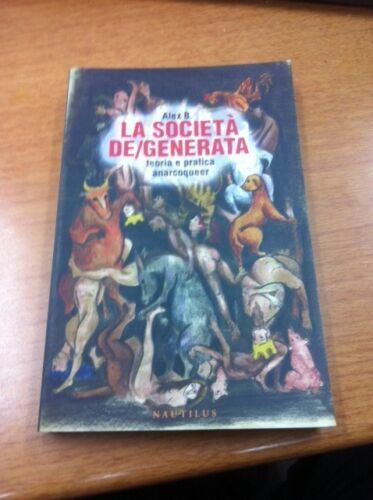 Alex B.
LA SOCIETÀ
DE/GENERATA
teoria e pratica
anarcoqueer
NAUTILUS